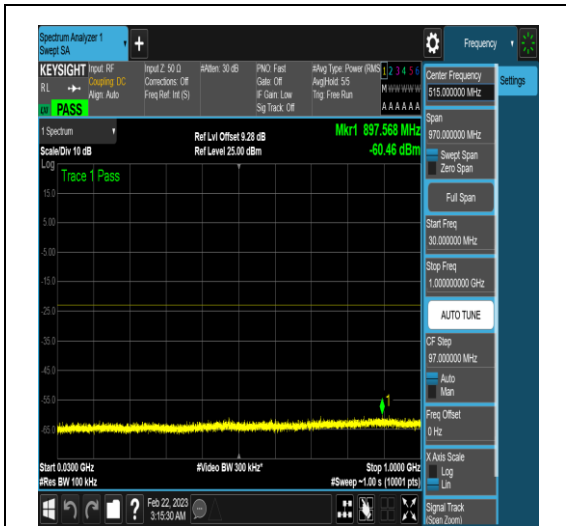 Spectrum Analyzer 1
Swept SA
+
Frequency
KEYSIGHT
RL
PASS
Input: RF
Coupling: DC
Align: Auto
Input Z: 50 Ω
Corrections: Off
Freq Ref: Int (S)
#Atten: 30 dB
PNO: Fast
Gate: Off
IF Gain: Low
Sig Track: Off
#Avg Type: Power (RMS
Avg|Hold: 5/5
Trig: Free Run
1 2 3 4 5 6
M W W W W W
A A A A A A
Center Frequency
515.000000 MHz
Settings
Span
970.000000 MHz
Swept Span
Zero Span
Full Span
Start Freq
30.000000 MHz
Stop Freq
1.000000000 GHz
AUTO TUNE
CF Step
97.000000 MHz
Auto
Man
Freq Offset
0 Hz
X Axis Scale
Log
Lin
Signal Track
(Span Zoom)
1 Spectrum
Scale/Div 10 dB
Ref Lvl Offset 9.28 dB
Ref Level 25.00 dBm
Mkr1 897.568 MHz
-60.46 dBm
Log
Trace 1 Pass
15.0
5.00
-5.00
-15.0
-25.0
-35.0
-45.0
-55.0
-65.0
1
Start 0.0300 GHz
#Res BW 100 kHz
#Video BW 300 kHz*
Stop 1.0000 GHz
#Sweep ~1.00 s (10001 pts)
?
Feb 22, 2023
3:15:30 AM